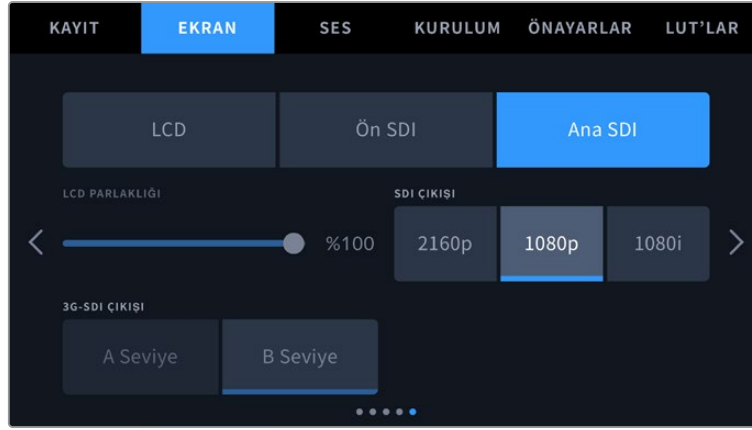 KAYIT EKRAN SES KURULUM ÖNAYARLAR LUT’LAR
LCD Ön SDI Ana SDI
LCD PARLAKLIĞI SDI ÇIKIŞI
%100 2160p 1080p 1080i
3G-SDI ÇIKIŞI
A Seviye B Seviye